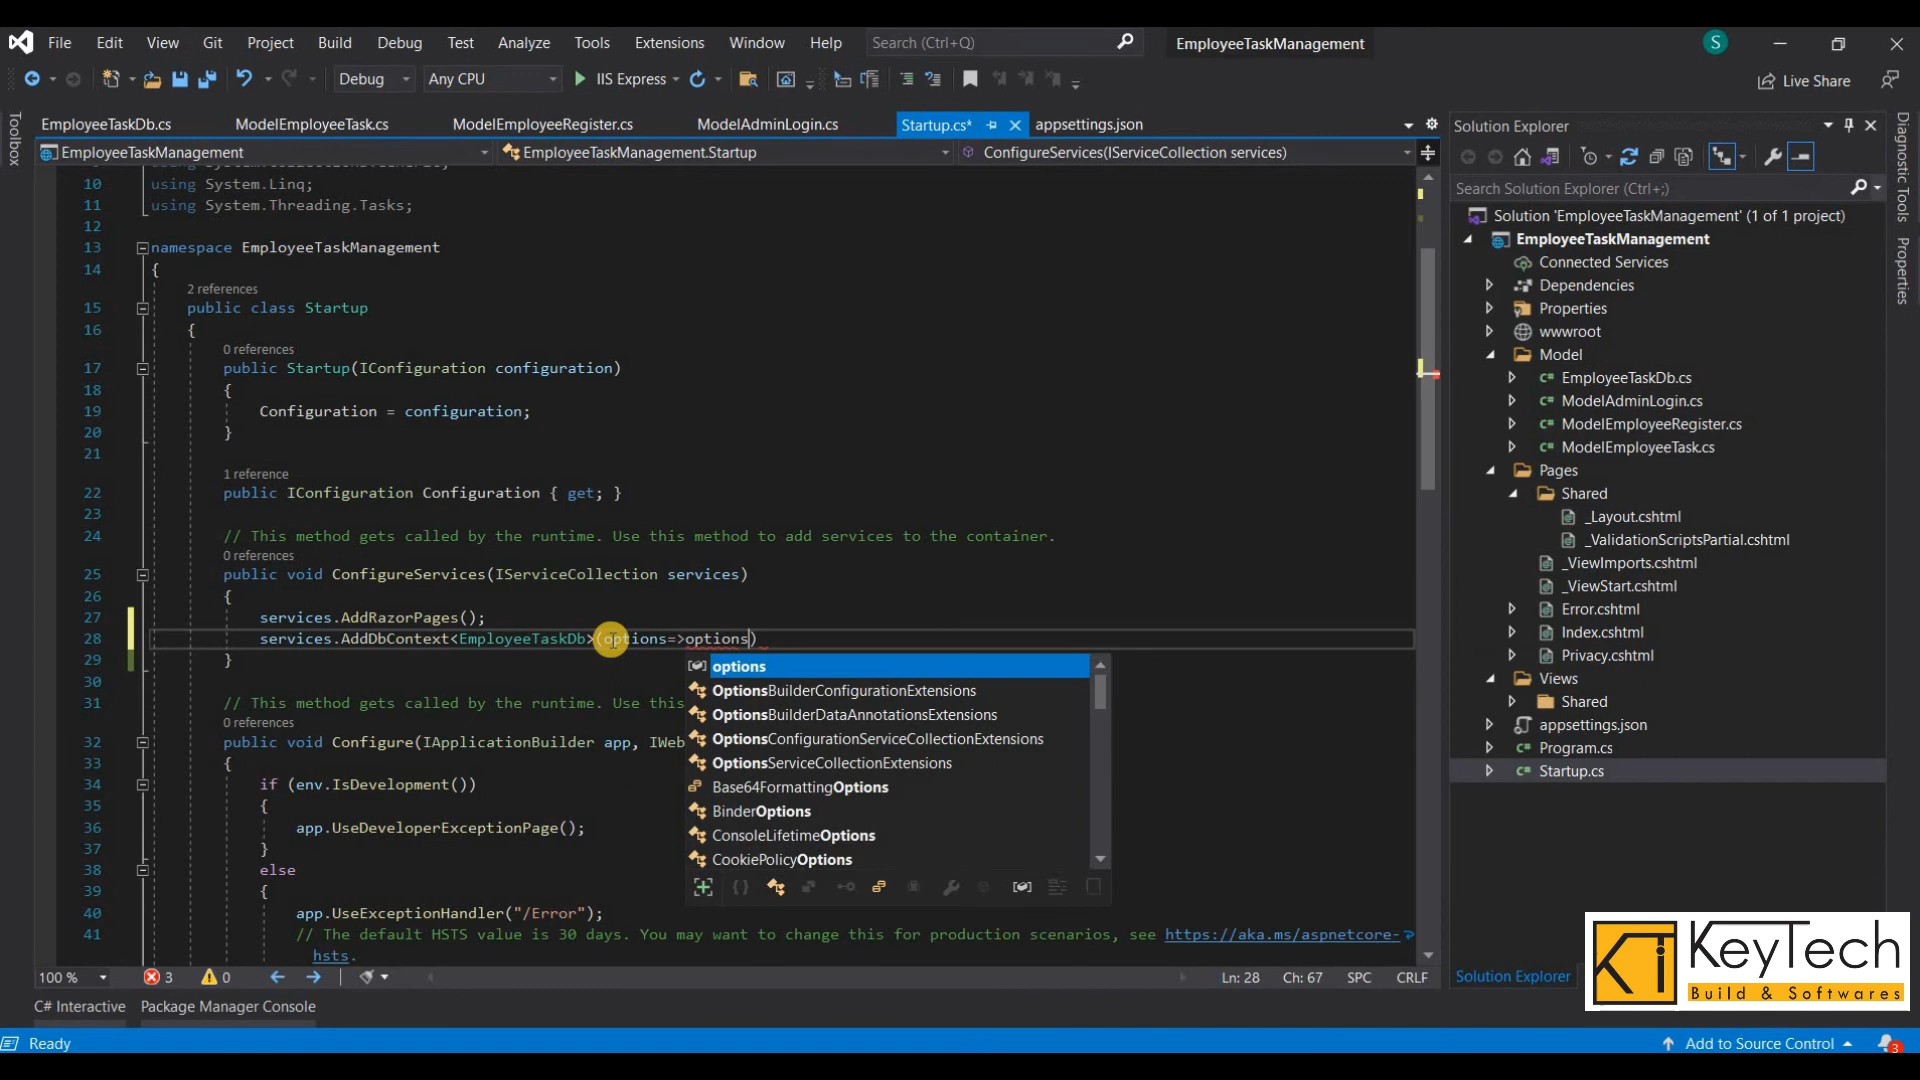 File Edit View Git Project Build Debug Test Analyze Tools Extensions Window Help Search (Ctrl+Q) EmployeeTaskManagement S
Debug Any CPU IIS Express Live Share
Toolbox
EmployeeTaskDb.cs ModelEmployeeTask.cs ModelEmployeeRegister.cs ModelAdminLogin.cs Startup.cs* appsettings.json
EmployeeTaskManagement EmployeeTaskManagement.Startup ConfigureServices(IServiceCollection services)
10 using System.Linq;
11 using System.Threading.Tasks;
12
13 namespace EmployeeTaskManagement
14 {
2 references
15 public class Startup
16 {
0 references
17 public Startup(IConfiguration configuration)
18 {
19 Configuration = configuration;
20 }
21
1 reference
22 public IConfiguration Configuration { get; }
23
24 // This method gets called by the runtime. Use this method to add services to the container.
0 references
25 public void ConfigureServices(IServiceCollection services)
26 {
27 services.AddRazorPages();
28 services.AddDbContext<EmployeeTaskDb>(options=>options)
29 }
30
31 // This method gets called by the runtime. Use this
0 references
32 public void Configure(IApplicationBuilder app, IWeb
33 {
34 if (env.IsDevelopment())
35 {
36 app.UseDeveloperExceptionPage();
37 }
38 else
39 {
40 app.UseExceptionHandler("/Error");
41 // The default HSTS value is 30 days. You may want to change this for production scenarios, see https://aka.ms/aspnetcore-
hsts.
options
OptionsBuilderConfigurationExtensions
OptionsBuilderDataAnnotationsExtensions
OptionsConfigurationServiceCollectionExtensions
OptionsServiceCollectionExtensions
Base64FormattingOptions
BinderOptions
ConsoleLifetimeOptions
CookiePolicyOptions
100 % 3 0 Ln: 28 Ch: 67 SPC CRLF
C# Interactive Package Manager Console
Ready Add to Source Control 3
Solution Explorer
Search Solution Explorer (Ctrl+;)
Solution 'EmployeeTaskManagement' (1 of 1 project)
EmployeeTaskManagement
Connected Services
Dependencies
Properties
wwwroot
Model
C# EmployeeTaskDb.cs
C# ModelAdminLogin.cs
C# ModelEmployeeRegister.cs
C# ModelEmployeeTask.cs
Pages
Shared
_Layout.cshtml
_ValidationScriptsPartial.cshtml
_ViewImports.cshtml
_ViewStart.cshtml
Error.cshtml
Index.cshtml
Privacy.cshtml
Views
Shared
appsettings.json
C# Program.cs
C# Startup.cs
Solution Explorer
Diagnostic Tools
Properties
KeyTech
Build & Softwares